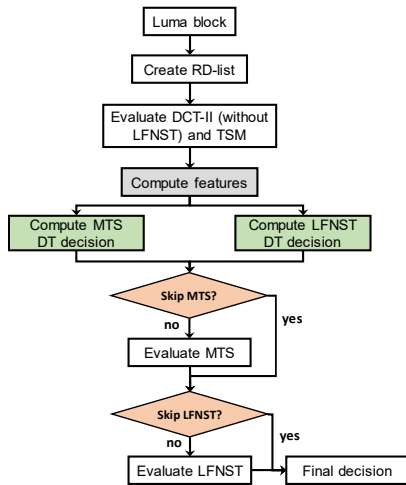 Luma block
Create RD-list
Evaluate DCT-II (without
LFNST) and TSM
Compute features
Compute MTS
DT decision
Compute LFNST
DT decision
Skip MTS?
no
yes
Evaluate MTS
Skip LFNST?
no
yes
Evaluate LFNST
Final decision